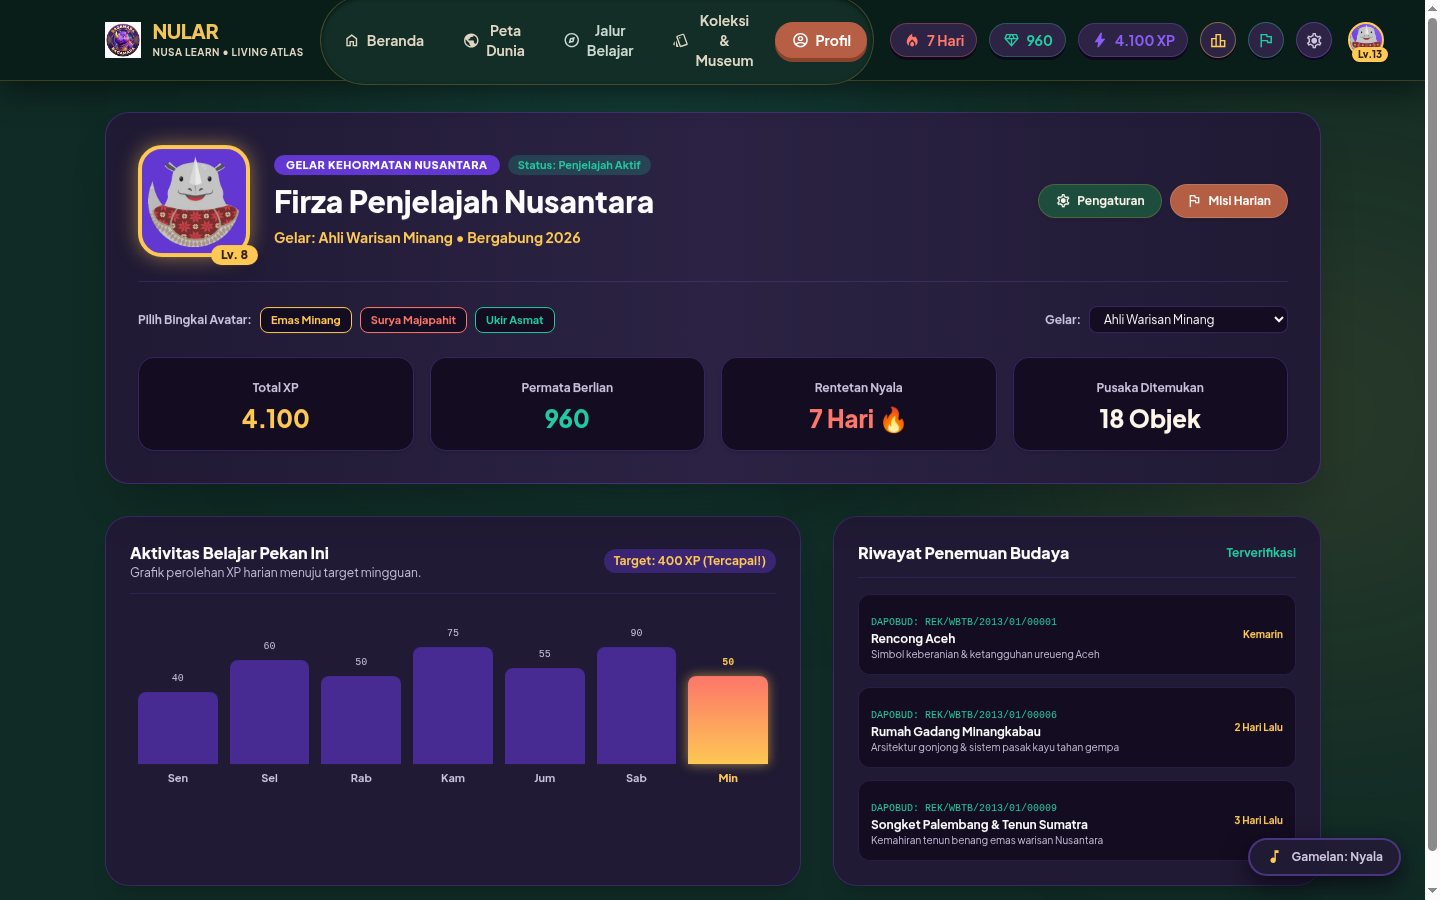 NULAR
NUSA LEARN • LIVING ATLAS
Beranda
Peta
Dunia
Jalur
Belajar
Koleksi
&
Museum
Profil
7 Hari
960
4.100 XP
Lv.13
GELAR KEHORMATAN NUSANTARA
Status: Penjelajah Aktif
Firza Penjelajah Nusantara
Gelar: Ahli Warisan Minang • Bergabung 2026
Lv. 8
Pengaturan
Misi Harian
Pilih Bingkai Avatar:
Emas Minang
Surya Majapahit
Ukir Asmat
Gelar:
Ahli Warisan Minang
Total XP
4.100
Permata Berlian
960
Rentetan Nyala
7 Hari 🔥
Pusaka Ditemukan
18 Objek
Aktivitas Belajar Pekan Ini
Grafik perolehan XP harian menuju target mingguan.
Target: 400 XP (Tercapai!)
40
60
50
75
55
90
50
Sen
Sel
Rab
Kam
Jum
Sab
Min
Riwayat Penemuan Budaya
Terverifikasi
DAPOBUD: REK/WBTB/2013/01/00001
Rencong Aceh
Simbol keberanian & ketangguhan ureueng Aceh
Kemarin
DAPOBUD: REK/WBTB/2013/01/00006
Rumah Gadang Minangkabau
Arsitektur gonjong & sistem pasak kayu tahan gempa
2 Hari Lalu
DAPOBUD: REK/WBTB/2013/01/00009
Songket Palembang & Tenun Sumatra
Kemahiran tenun benang emas warisan Nusantara
3 Hari Lalu
Gamelan: Nyala